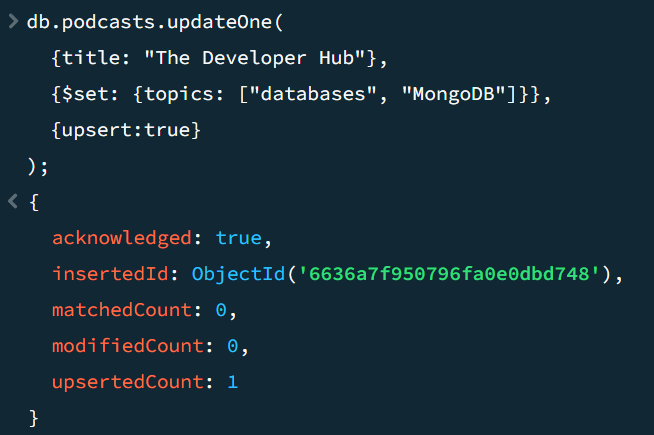 > db.podcasts.updateOne(
{title: "The Developer Hub"},
{$set: {topics: ["databases", "MongoDB"]}},
{upsert:true}
);
< {
acknowledged: true,
insertedId: ObjectId('6636a7f950796fa0e0dbd748'),
matchedCount: 0,
modifiedCount: 0,
upsertedCount: 1
}